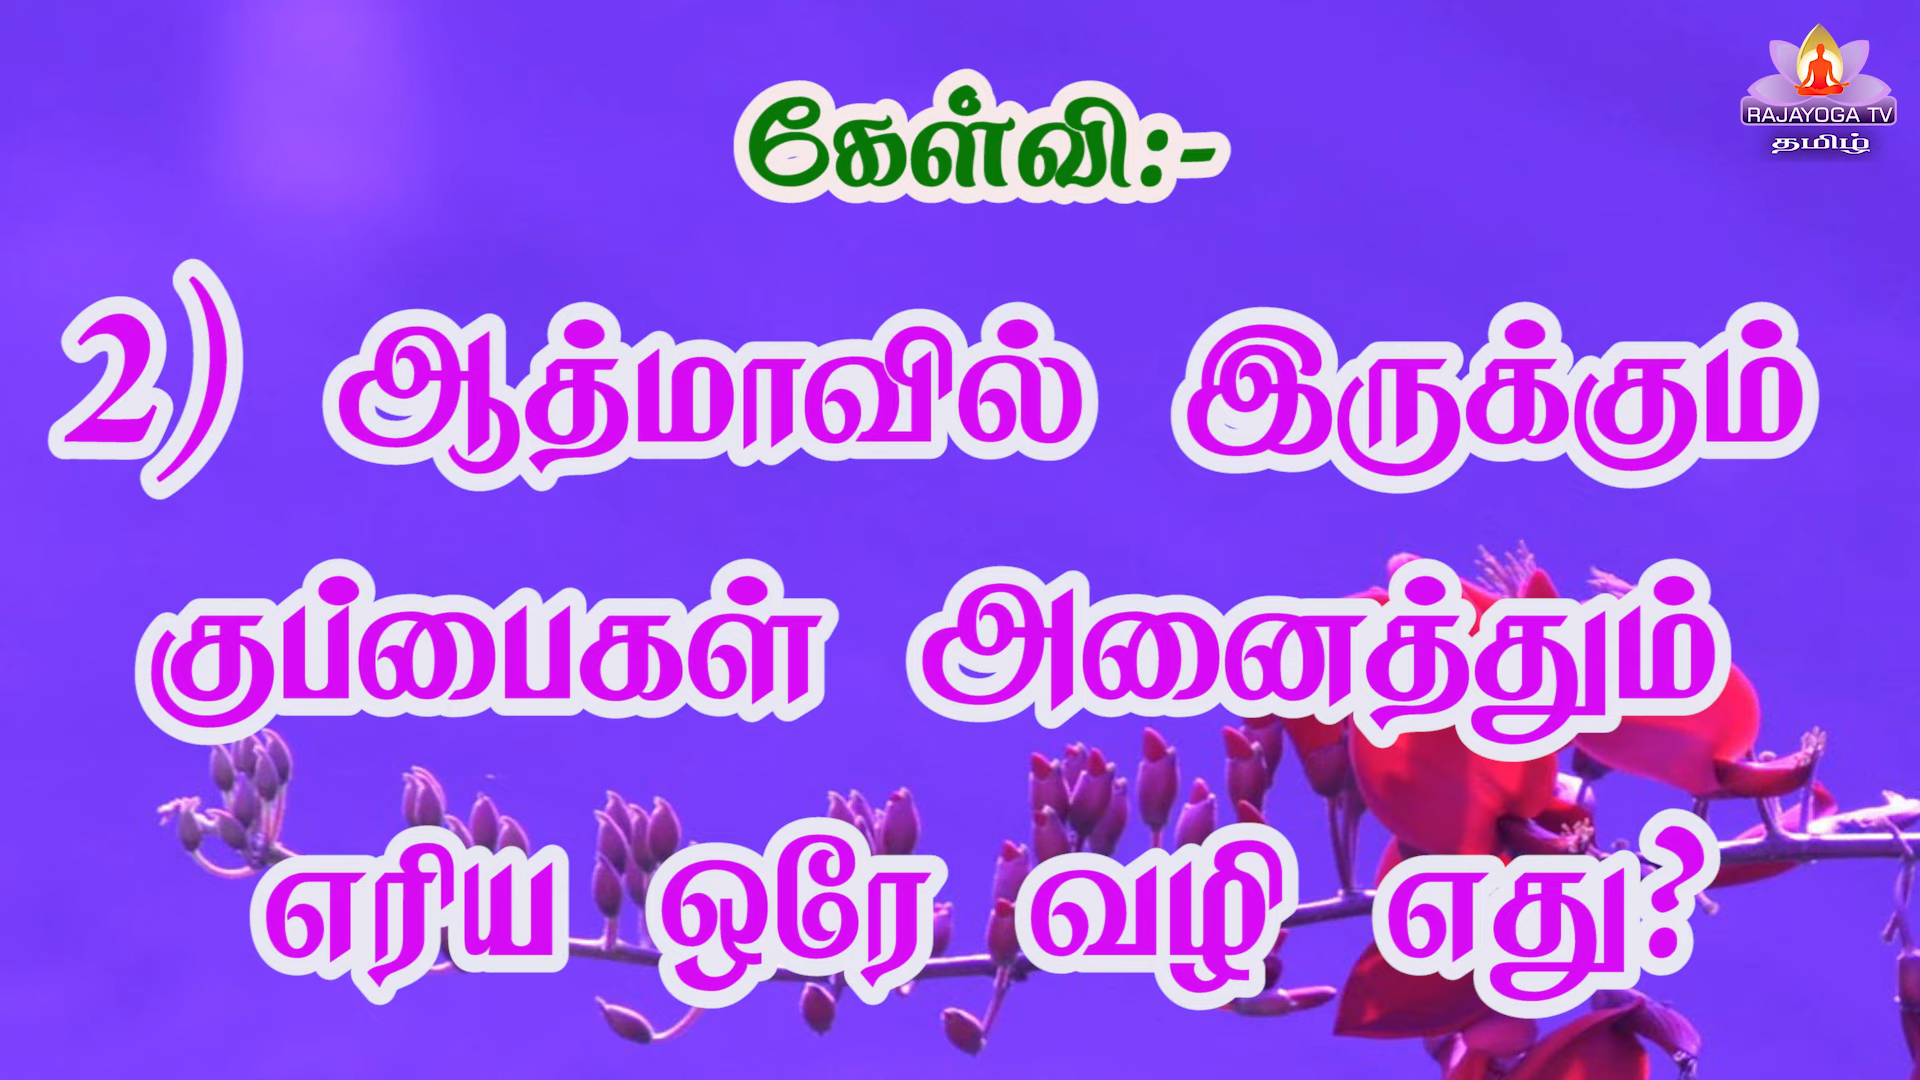 கேள்வி:-
RAJAYOGA TV
தமிழ்
2) ஆத்மாவில் இருக்கும்
குப்பைகள் அனைத்தும்
எரிய ஒரே வழி எது?